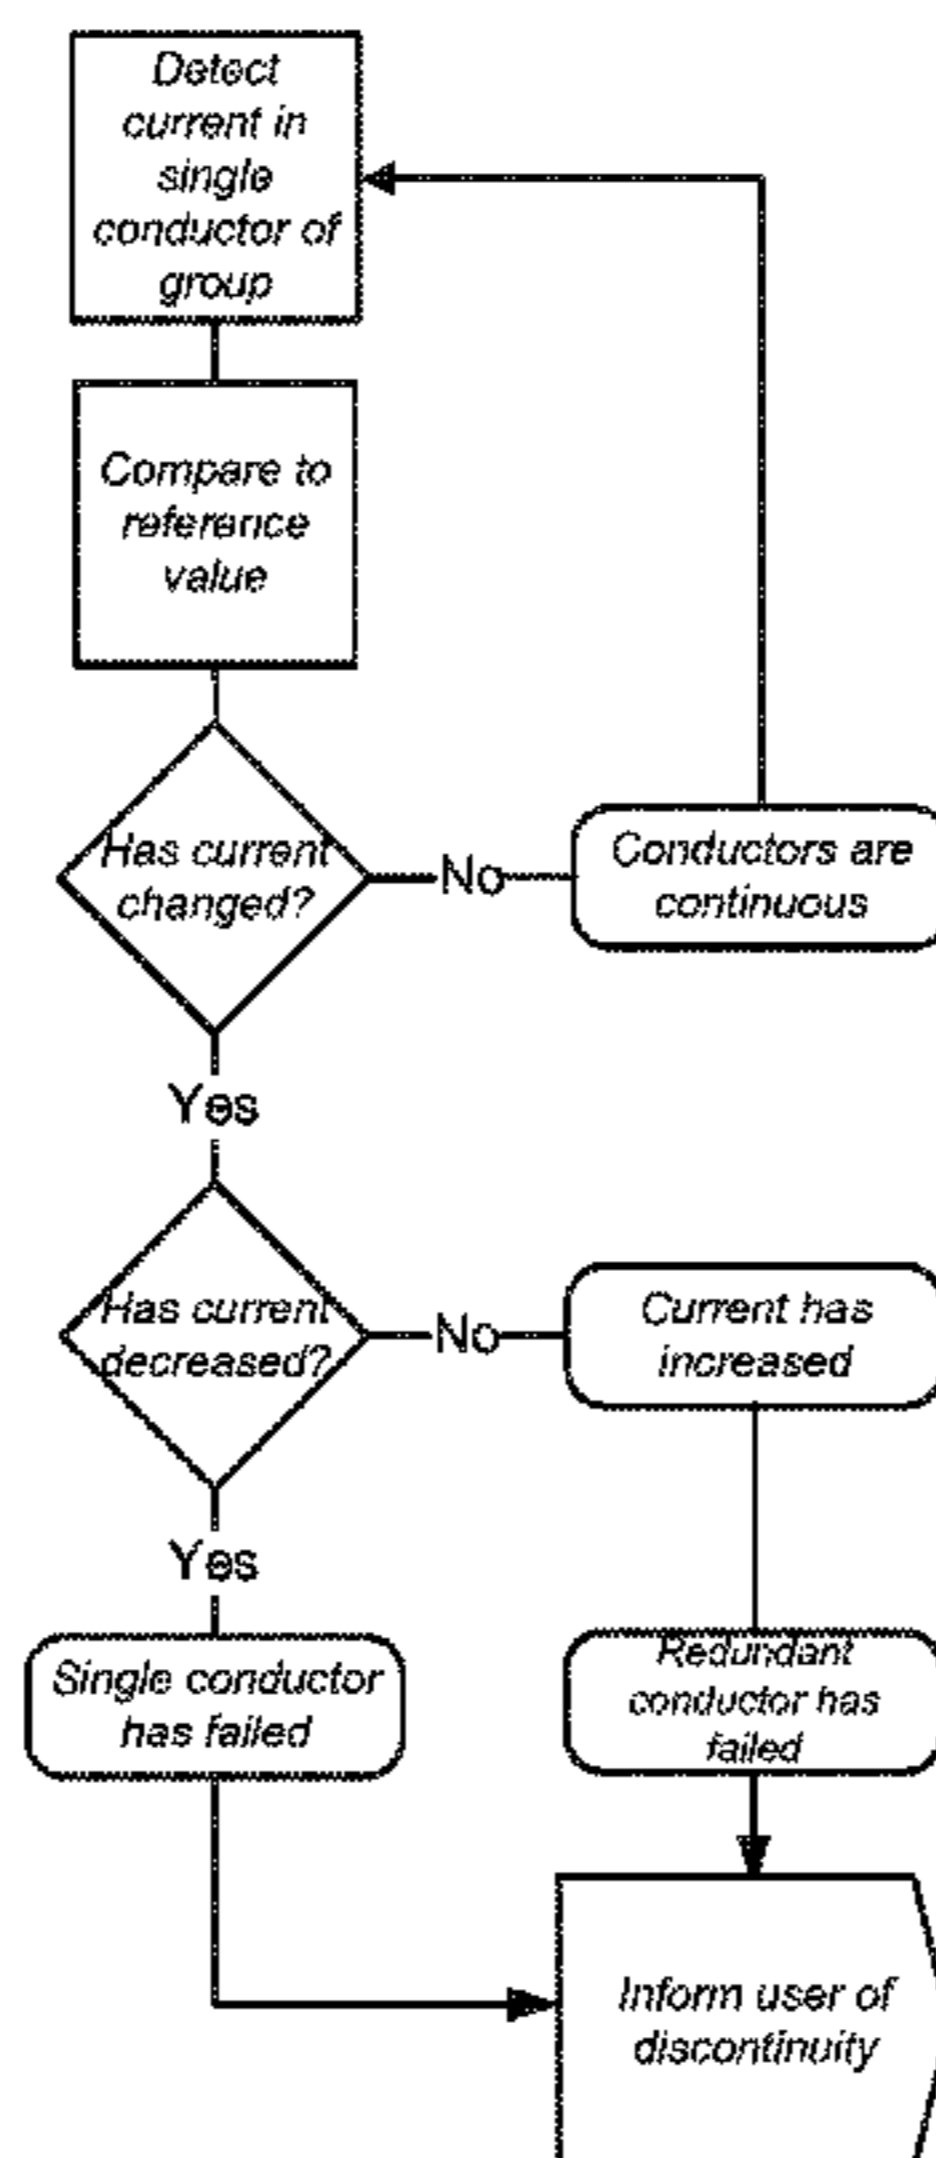 Detect
current in
single
conductor of
group
Compare to
reference
value
Has current
changed?
No
Conductors are
continuous
Yes
Has current
decreased?
No
Current has
increased
Yes
Single conductor
has failed
Redundant
conductor has
failed
Inform user of
discontinuity